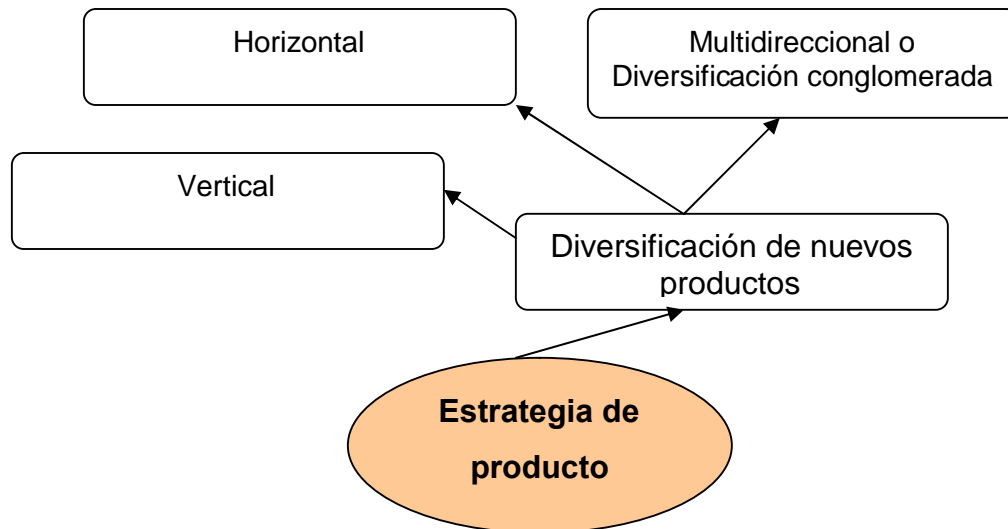 Horizontal
Multidireccional o
Diversificación conglomerada
Vertical
Diversificación de nuevos
productos
Estrategia de
producto